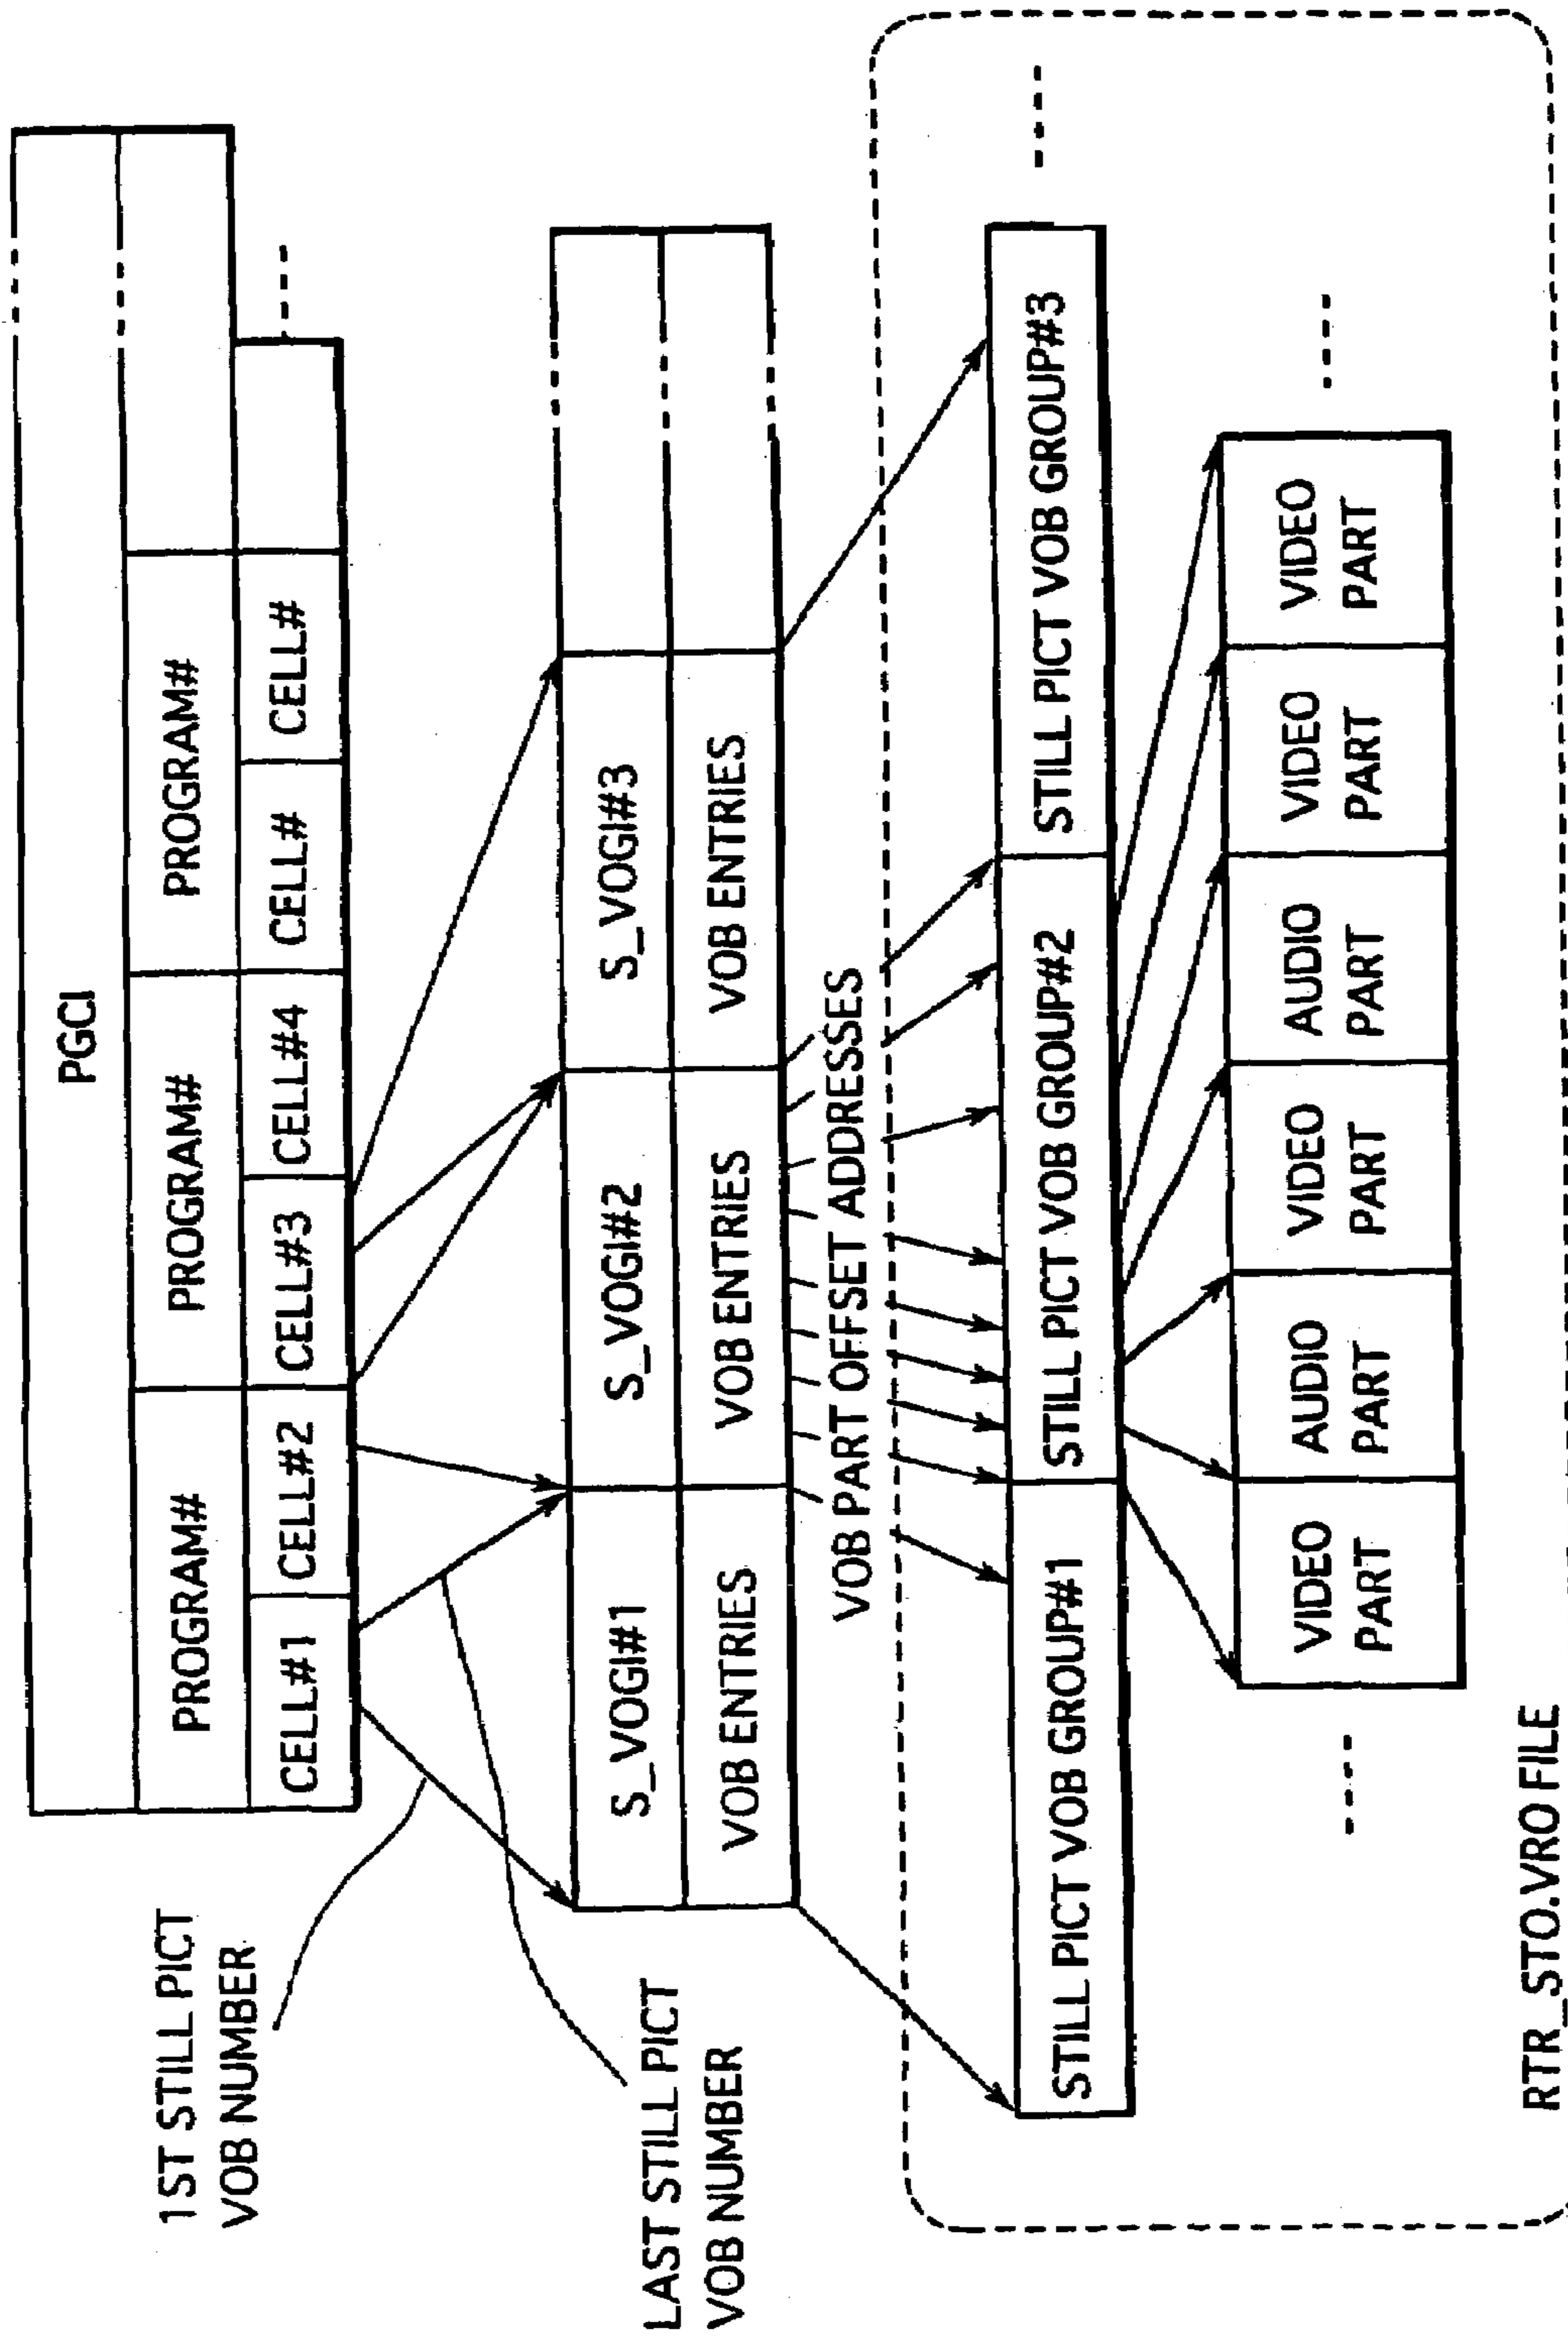 PGCI
PROGRAM# PROGRAM# PROGRAM#
CELL#1 CELL#2 CELL#3 CELL#4 CELL# CELL#
1ST STILL PICT
VOB NUMBER
LAST STILL PICT
VOB NUMBER
S_VOGI#1 S_VOGI#2 S_VOGI#3
VOB ENTRIES VOB ENTRIES VOB ENTRIES
VOB PART OFFSET ADDRESSES
STILL PICT VOB GROUP#1 STILL PICT VOB GROUP#2 STILL PICT VOB GROUP#3
VIDEO AUDIO VIDEO AUDIO VIDEO VIDEO
PART PART PART PART PART PART
RTR_STO.VRO FILE